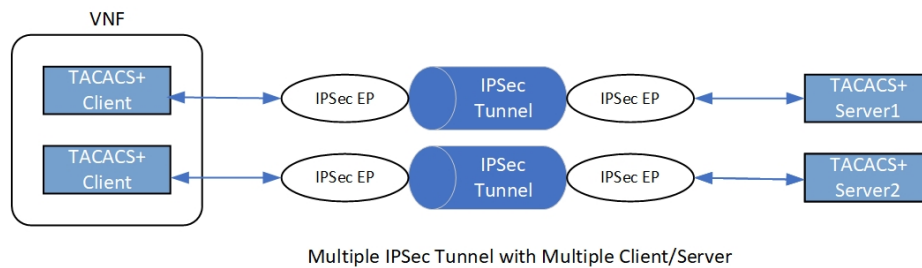 VNF
TACACS+
Client
IPSec EP
IPSec
Tunnel
IPSec EP
TACACS+
Server1
TACACS+
Client
IPSec EP
IPSec
Tunnel
IPSec EP
TACACS+
Server2
Multiple IPSec Tunnel with Multiple Client/Server